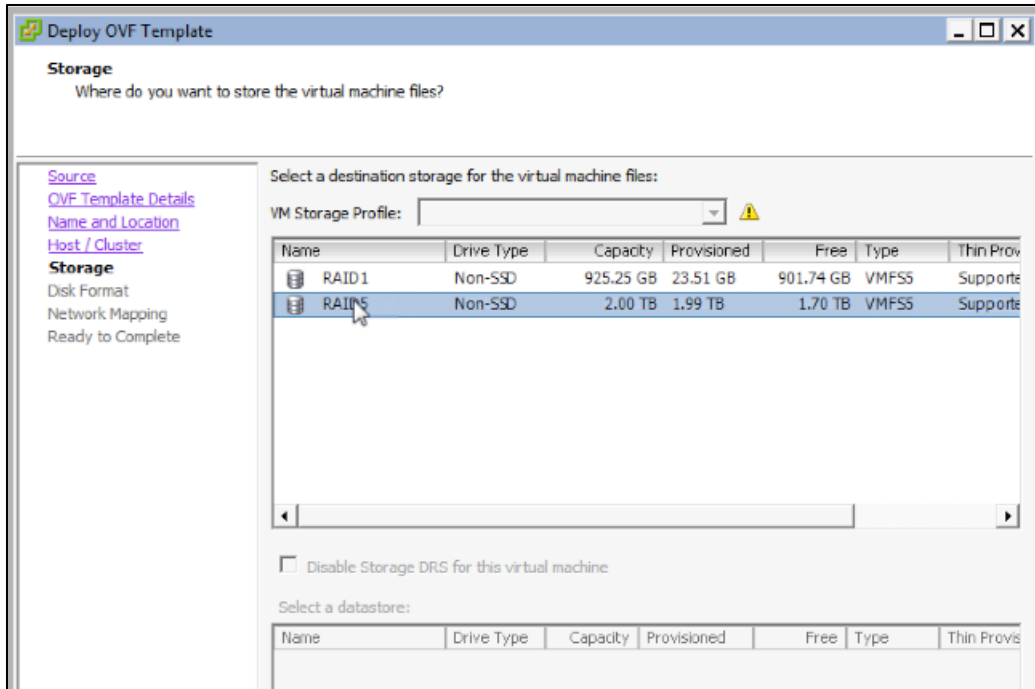 Deploy OVF Template
Storage
Where do you want to store the virtual machine files?
Source
OVF Template Details
Name and Location
Host / Cluster
Storage
Disk Format
Network Mapping
Ready to Complete
Select a destination storage for the virtual machine files:
VM Storage Profile:
Name Drive Type Capacity Provisioned Free Type Thin Prov
RAID1 Non-SSD 925.25 GB 23.51 GB 901.74 GB VMFS5 Supporte
RAID5 Non-SSD 2.00 TB 1.99 TB 1.70 TB VMFS5 Supporte
Disable Storage DRS for this virtual machine
Select a datastore:
Name Drive Type Capacity Provisioned Free Type Thin Provis